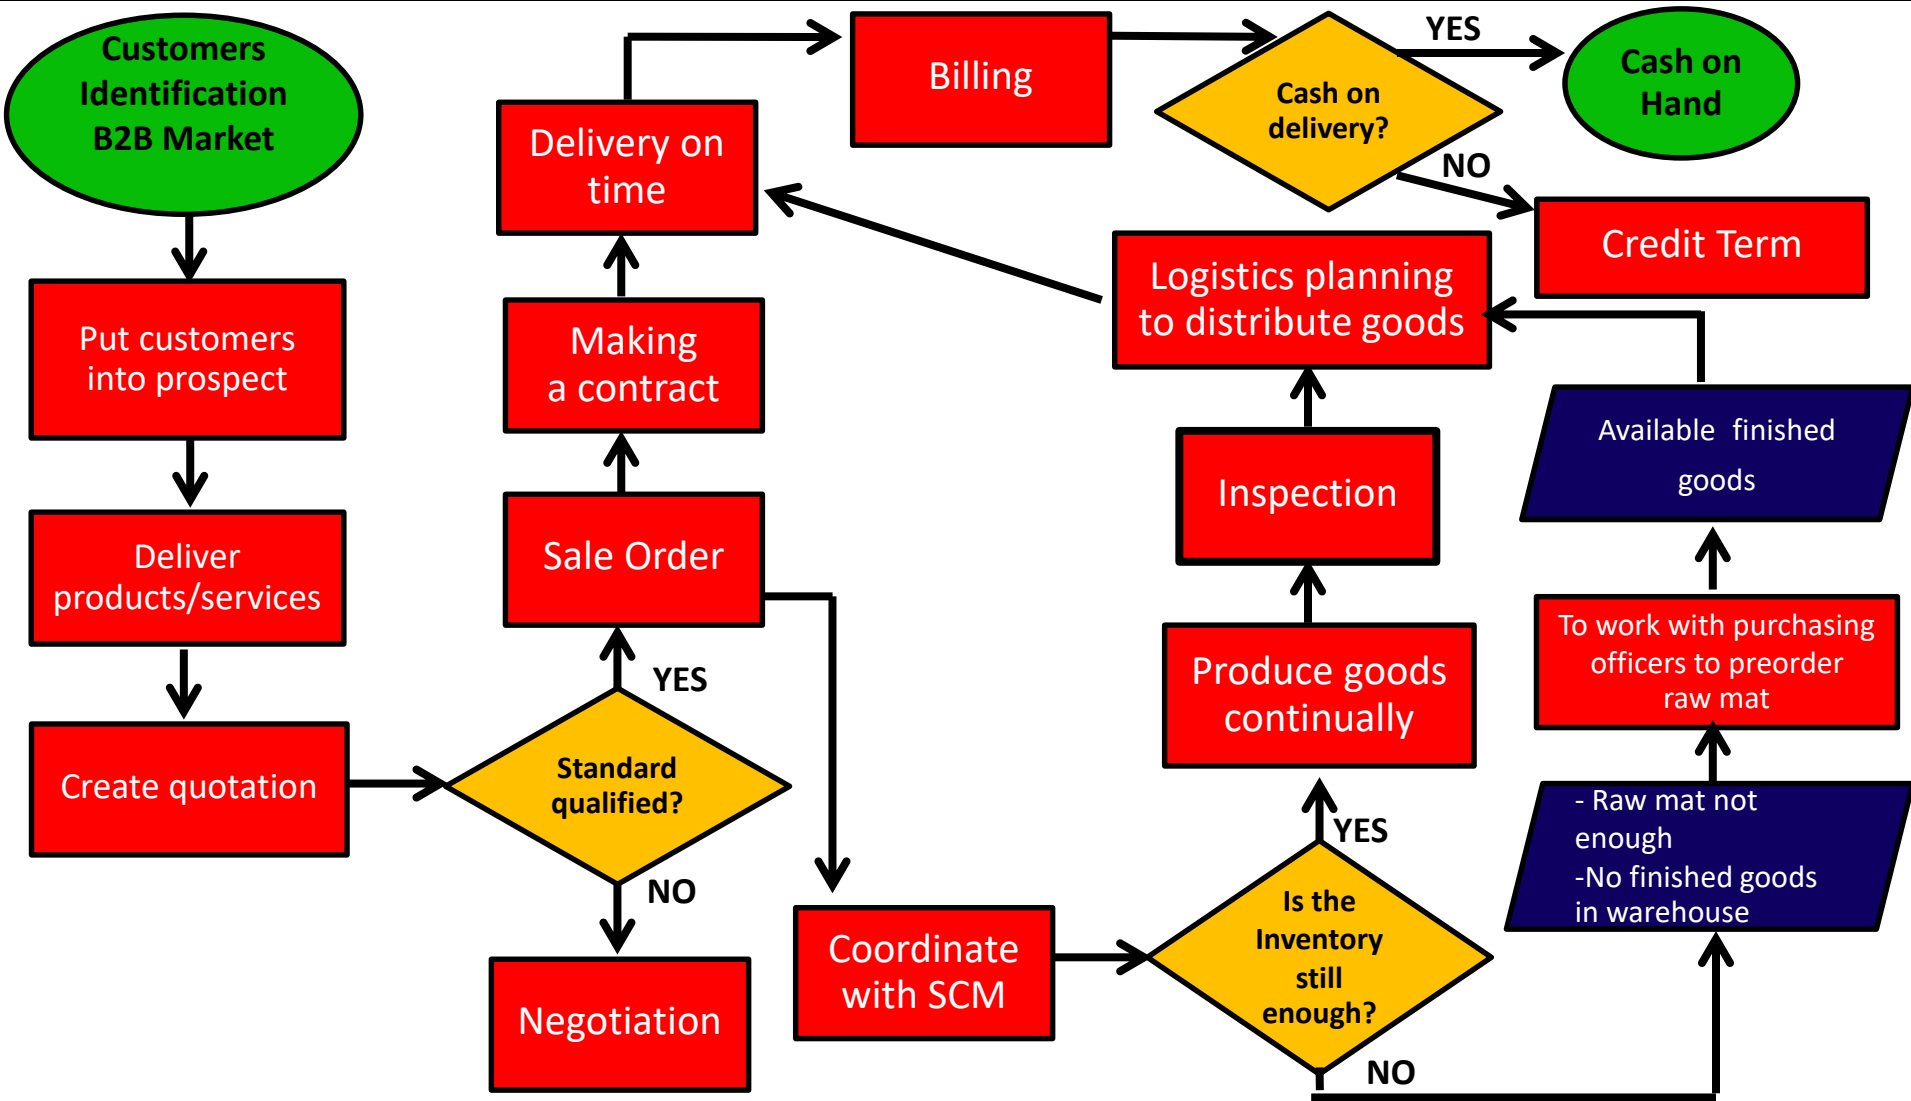 Customers
Identification
B2B Market
Put customers
into prospect
Deliver
products/services
Create quotation
Standard
qualified?
YES
NO
Negotiation
Sale Order
Making
a contract
Delivery on
time
Billing
Cash on
delivery?
YES
Cash on
Hand
NO
Credit Term
Coordinate
with SCM
Is the
Inventory
still
enough?
YES
NO
Produce goods
continually
Inspection
Logistics planning
to distribute goods
- Raw mat not
enough
-No finished goods
in warehouse
To work with purchasing
officers to preorder
raw mat
Available finished
goods